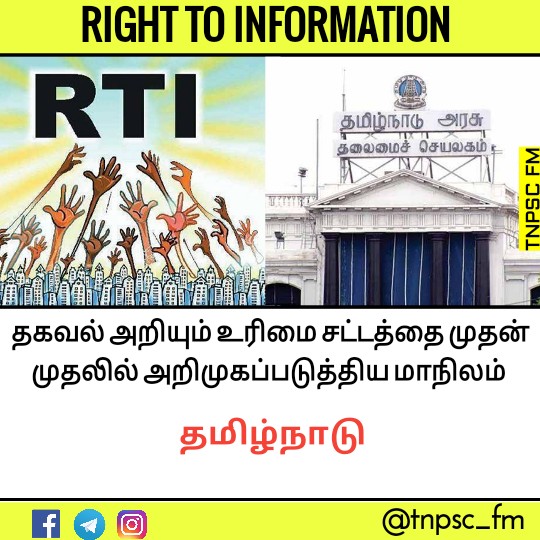 RIGHT TO INFORMATION
RTI
தமிழ்நாடு அரசு
தலைமைச் செயலகம்
TNPSC FM
தகவல் அறியும் உரிமை சட்டத்தை முதன்
முதலில் அறிமுகப்படுத்திய மாநிலம்
தமிழ்நாடு
@tnpsc_fm